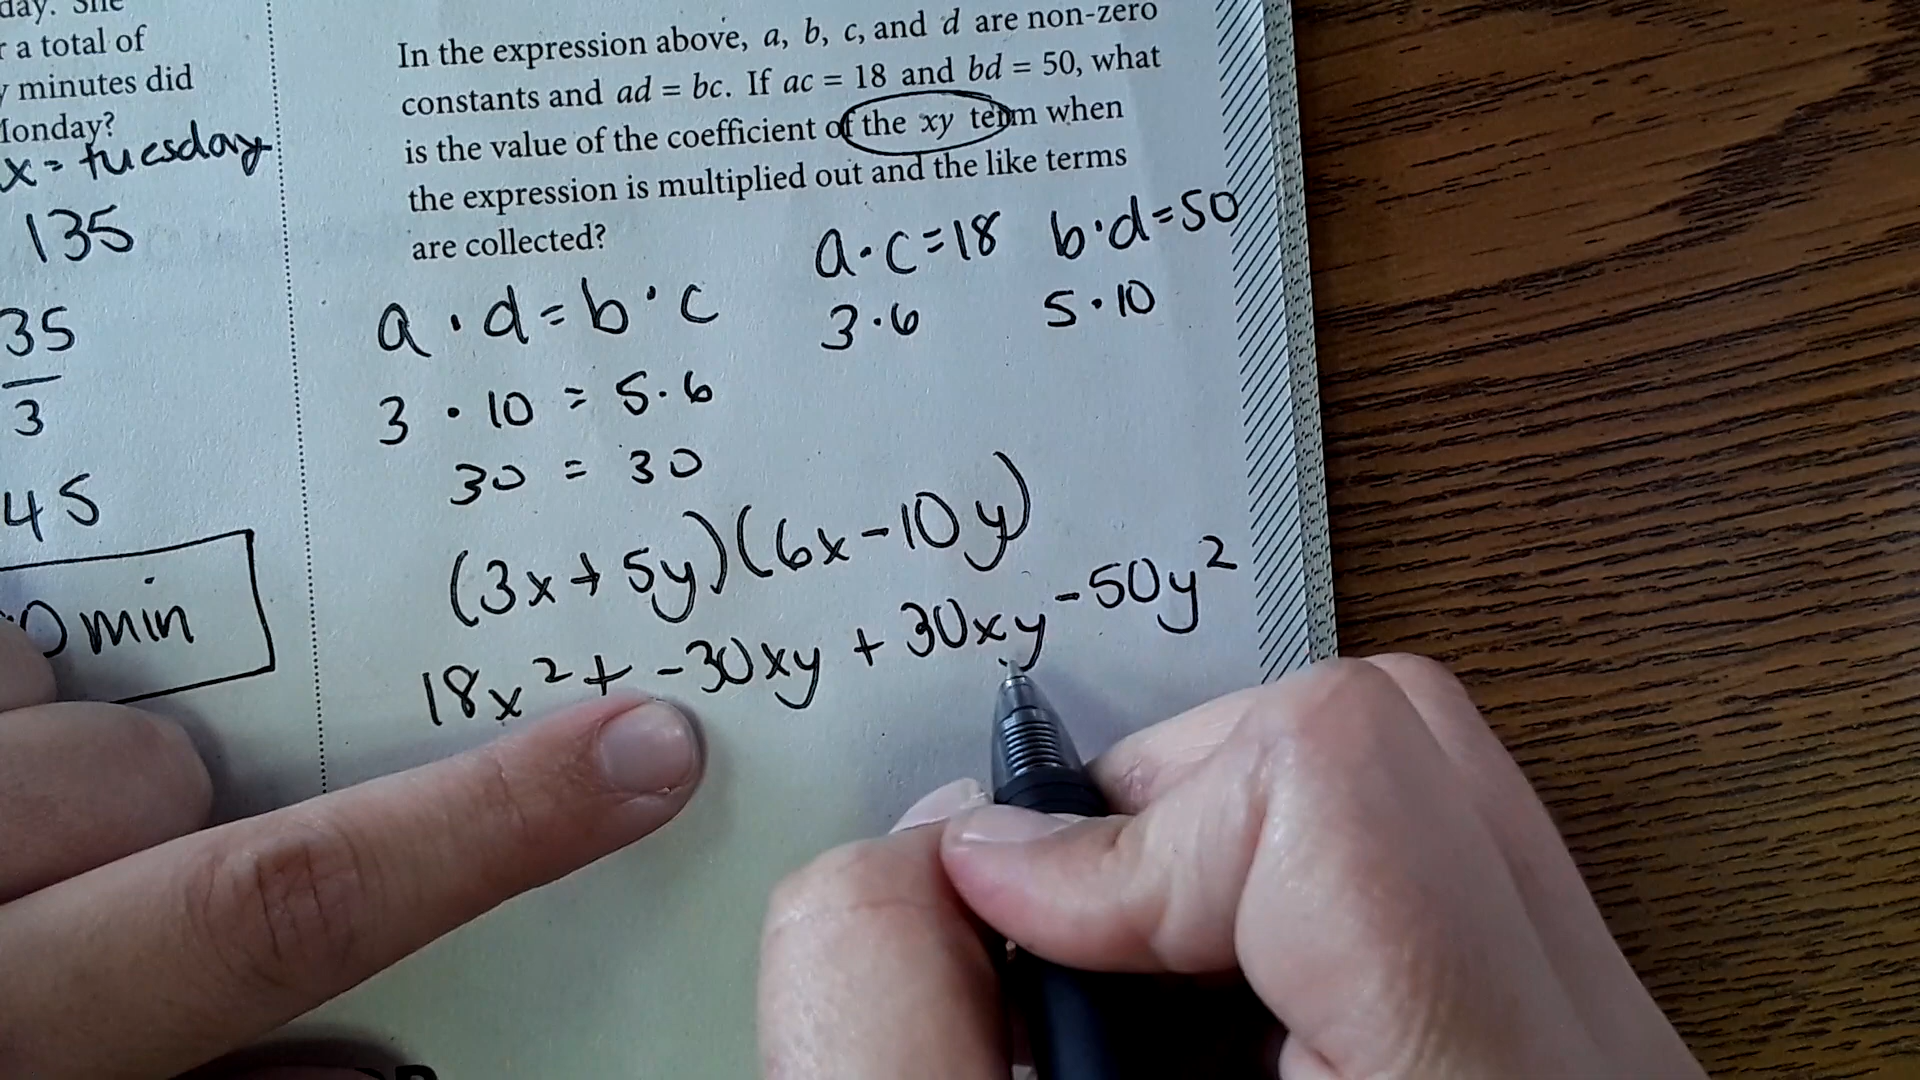 day. She
r a total of
y minutes did
Monday?
x = tuesday
135
35
3
45
0 min
In the expression above, a, b, c, and d are non-zero
constants and ad = bc. If ac = 18 and bd = 50, what
is the value of the coefficient of the xy term when
the expression is multiplied out and the like terms
are collected?
a · c = 18 b · d = 50
3 · 6 5 · 10
a · d = b · c
3 · 10 = 5 · 6
30 = 30
(3x + 5y)(6x - 10y)
18x² + -30xy + 30xy - 50y²